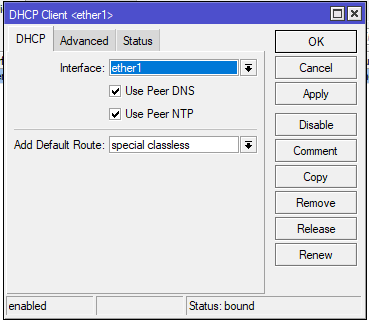 DHCP Client <ether1>
DHCP Advanced Status
Interface: ether1
Use Peer DNS
Use Peer NTP
Add Default Route: special classless
OK
Cancel
Apply
Disable
Comment
Copy
Remove
Release
Renew
enabled Status: bound